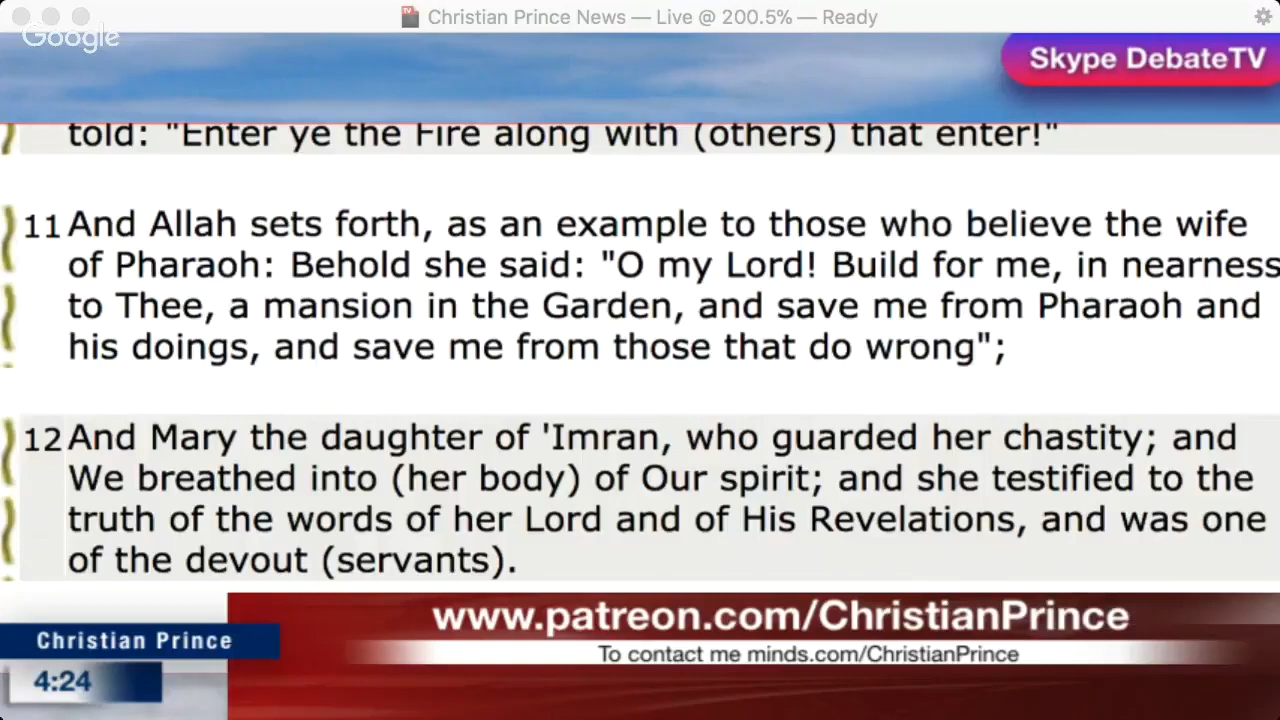 Christian Prince News — Live @ 200.5% — Ready
Google
Skype DebateTV
told: "Enter ye the Fire along with (others) that enter!"
11 And Allah sets forth, as an example to those who believe the wife
of Pharaoh: Behold she said: "O my Lord! Build for me, in nearness
to Thee, a mansion in the Garden, and save me from Pharaoh and
his doings, and save me from those that do wrong";
12 And Mary the daughter of 'Imran, who guarded her chastity; and
We breathed into (her body) of Our spirit; and she testified to the
truth of the words of her Lord and of His Revelations, and was one
of the devout (servants).
www.patreon.com/ChristianPrince
Christian Prince
To contact me minds.com/ChristianPrince
4:24